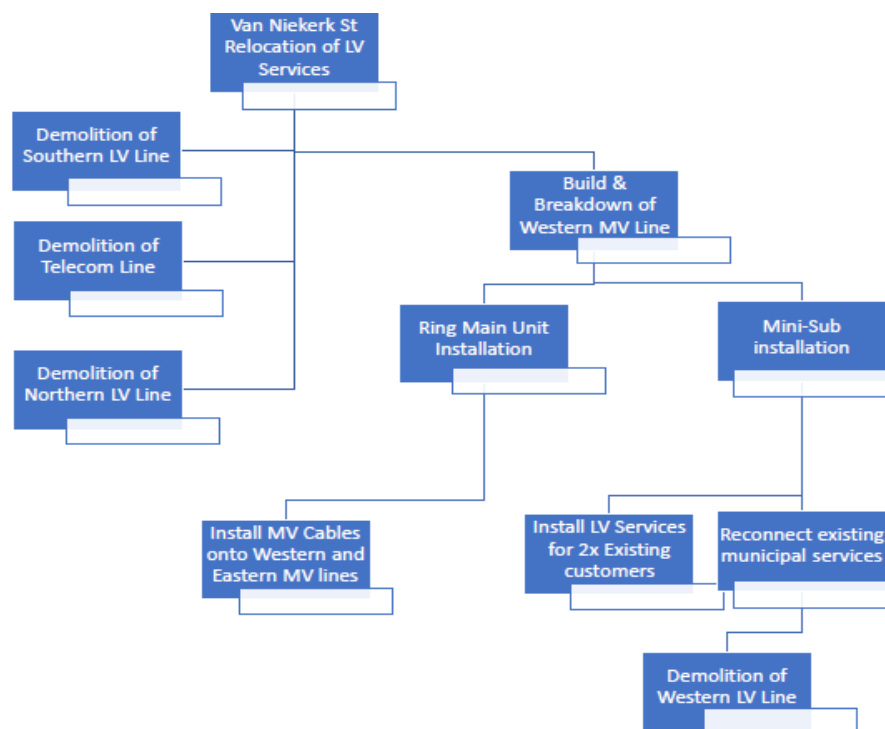 Van Niekerk St
Relocation of LV
Services
Demolition of
Southern LV Line
Build &
Breakdown of
Western MV Line
Demolition of
Telecom Line
Ring Main Unit
Installation
Mini-Sub
installation
Demolition of
Northern LV Line
Install MV Cables
onto Western and
Eastern MV lines
Install LV Services
for 2x Existing
customers
Reconnect existing
municipal services
Demolition of
Western LV Line